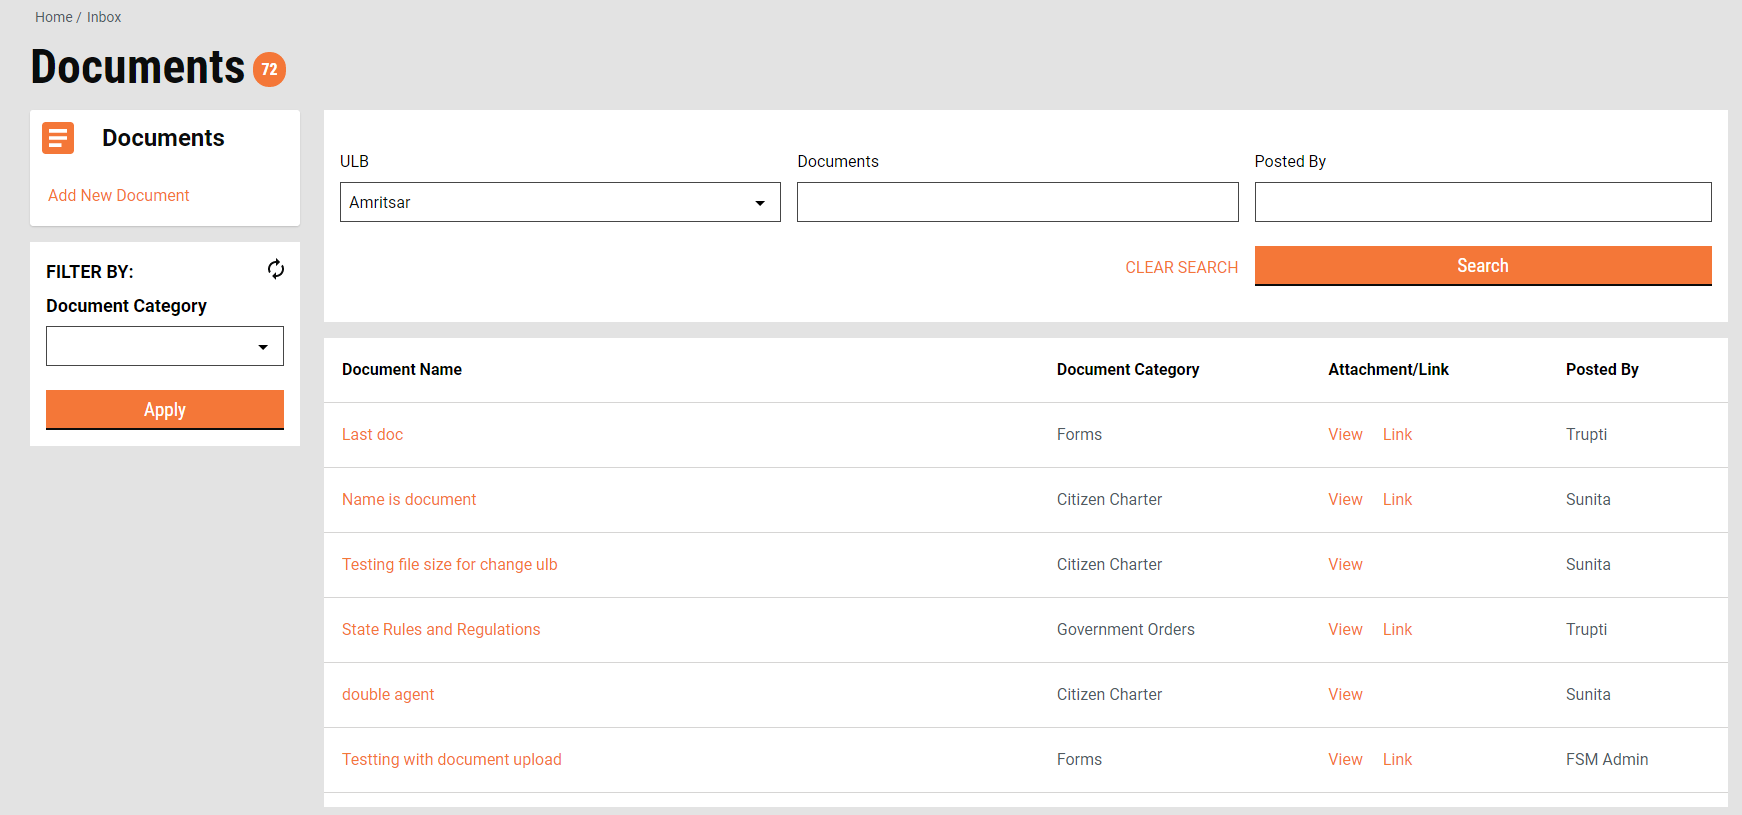 Home / Inbox
Documents 72
Documents
Add New Document
FILTER BY:
Document Category
Apply
ULB Documents Posted By
Amritsar
CLEAR SEARCH Search
Document Name Document Category Attachment/Link Posted By
Last doc Forms View Link Trupti
Name is document Citizen Charter View Link Sunita
Testing file size for change ulb Citizen Charter View Sunita
State Rules and Regulations Government Orders View Link Trupti
double agent Citizen Charter View Sunita
Testting with document upload Forms View Link FSM Admin